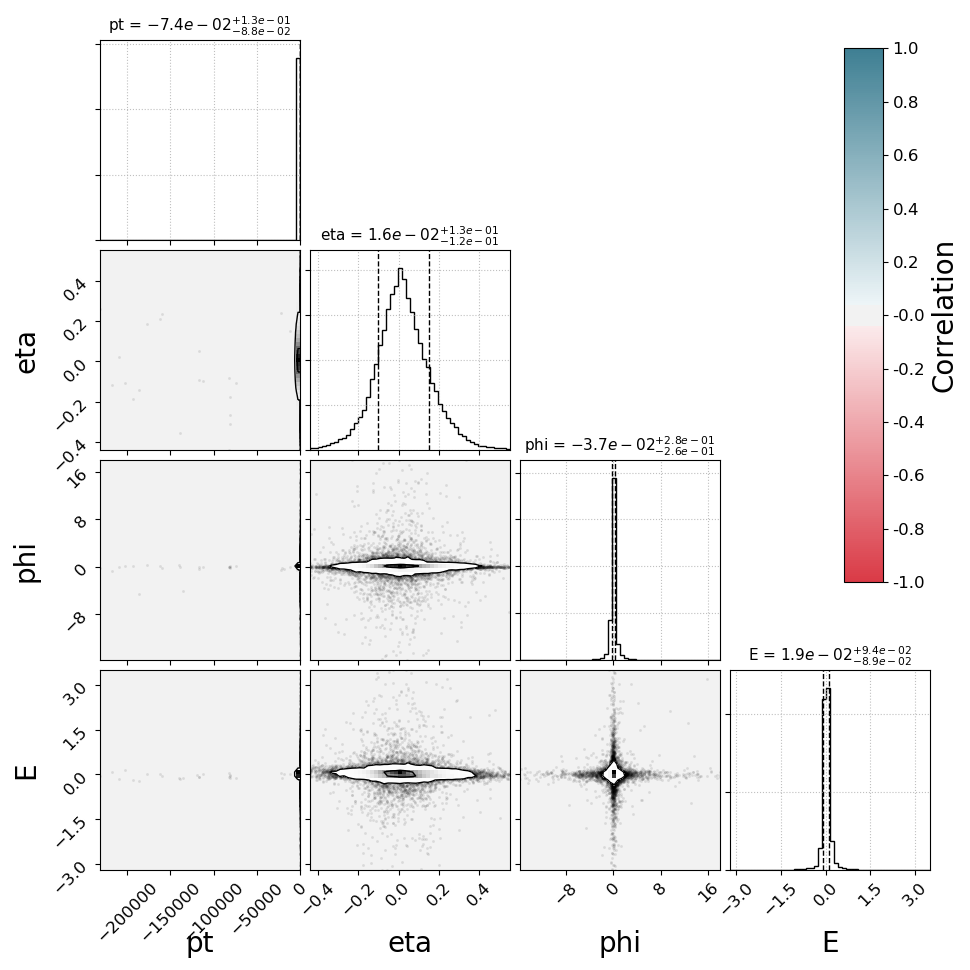 pt = −7.4e − 02 +1.3e−01 −8.8e−02
1.0
0.8
0.6
0.4
0.2
-0.0
-0.2
-0.4
-0.6
-0.8
-1.0
Correlation
eta = 1.6e − 02 +1.3e−01 −1.2e−01
eta
0.4
0.2
0.0
−0.2
−0.4
phi = −3.7e − 02 +2.8e−01 −2.6e−01
phi
16
8
0
−8
E = 1.9e − 02 +9.4e−02 −8.9e−02
E
3.0
1.5
0.0
−1.5
−3.0
−200000 −150000 −100000 −50000 0
−0.4 −0.2 0.0 0.2 0.4
−8 0 8 16
−3.0 −1.5 0.0 1.5 3.0
pt eta phi E